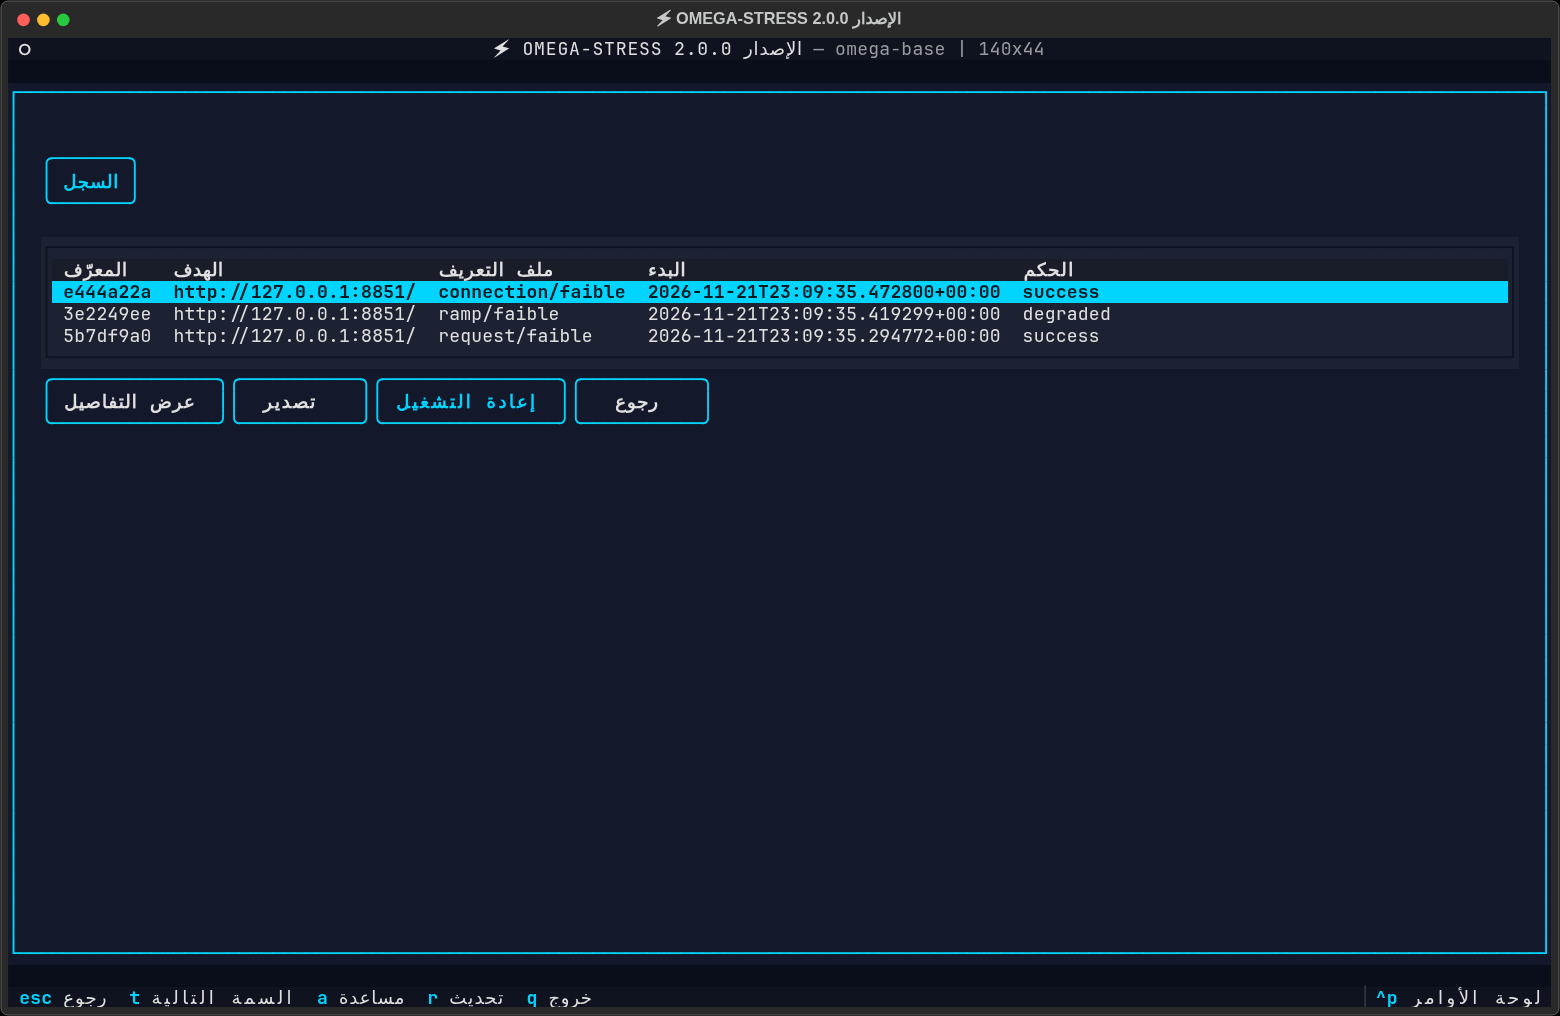 ⚡ OMEGA-STRESS 2.0.0 الإصدار
⚡ OMEGA-STRESS 2.0.0 الإصدار — omega-base | 140x44
السجل
المعرّف الهدف ملف التعريف البدء الحكم
e444a22a http://127.0.0.1:8851/ connection/faible 2026-11-21T23:09:35.472800+00:00 success
3e2249ee http://127.0.0.1:8851/ ramp/faible 2026-11-21T23:09:35.419299+00:00 degraded
5b7df9a0 http://127.0.0.1:8851/ request/faible 2026-11-21T23:09:35.294772+00:00 success
عرض التفاصيل تصدير إعادة التشغيل رجوع
esc رجوع t السمة التالية a مساعدة r تحديث q خروج ^p لوحة الأوامر